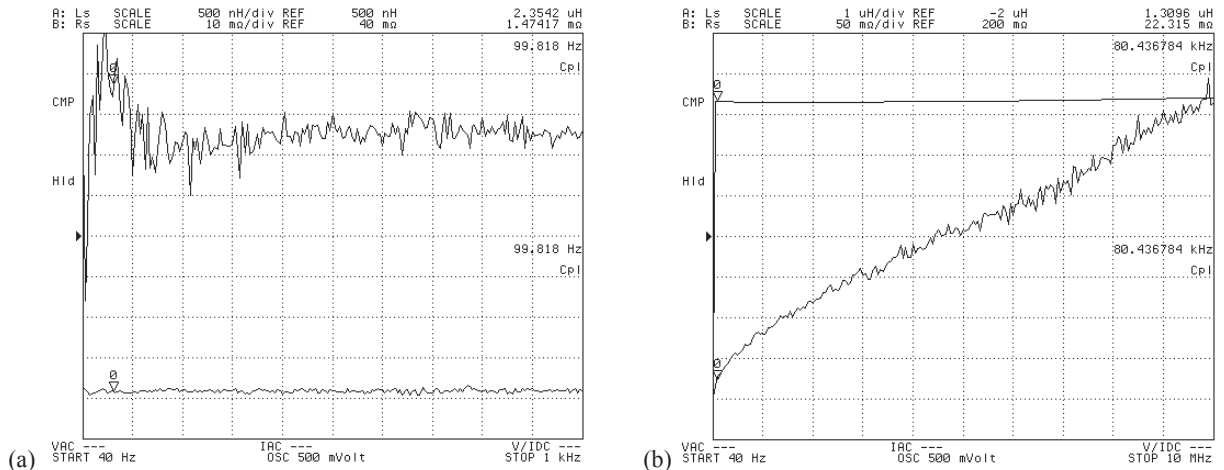 A: Ls SCALE 500 nH/div REF 500 nH 2.3542 uH
B: Rs SCALE 10 mΩ/div REF 40 mΩ 1.47417 mΩ
99.818 Hz
0
Cpl
CMP
Hld
99.818 Hz
Cpl
0
VAC --- IAC --- V/IDC ---
START 40 Hz OSC 500 mVolt STOP 1 kHz
(a)
A: Ls SCALE 1 uH/div REF -2 uH 1.3096 uH
B: Rs SCALE 50 mΩ/div REF 200 mΩ 22.315 mΩ
80.436784 kHz
Cpl
0
CMP
Hld
80.436784 kHz
Cpl
0
VAC --- IAC --- V/IDC ---
START 40 Hz OSC 500 mVolt STOP 10 MHz
(b)